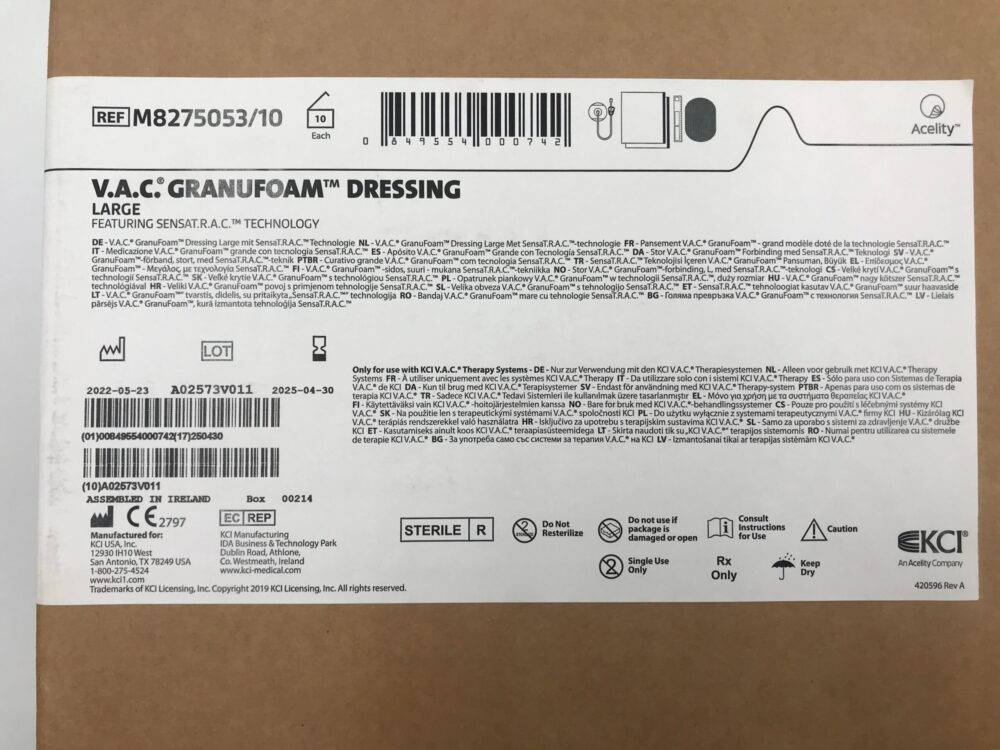 REF M8275053/10
10
Each
0 849554 000742
Acelity™
V.A.C.® GRANUFOAM™ DRESSING
LARGE
FEATURING SENSAT.R.A.C.™ TECHNOLOGY
DE - V.A.C.® GranuFoam™ Dressing Large mit SensaT.R.A.C.™ Technologie NL - V.A.C.® GranuFoam™ Dressing Large Met SensaT.R.A.C.™-technologie FR - Pansement V.A.C.® Granufoam™ - grand modèle doté de la technologie SensaT.R.A.C.™
IT - Medicazione V.A.C.® GranuFoam™ grande con tecnologia SensaT.R.A.C.™ ES - Apósito V.A.C.® GranuFoam™ Grande con Tecnología SensaT.R.A.C.™ DA - Stor V.A.C.® GranuFoam™ Forbinding med SensaT.R.A.C.™ Teknologi SV - V.A.C.®
GranuFoam™-förband, stort, med SensaT.R.A.C.™-teknik PTBR - Curativo grande V.A.C.® GranuFoam™ com a Tecnologia SensaT.R.A.C.™ TR - SensaT.R.A.C.™ Teknolojisi İçeren V.A.C.® GranuFoam™ Pansuman, Büyük EL - Επίδεσμος V.A.C.®
GranuFoam™ - Μεγάλος, με τεχνολογία SensaT.R.A.C.™ FI - V.A.C.® GranuFoam™ -sidos, suuri - mukana SensaT.R.A.C.™-tekniikka NO - Stor V.A.C.® GranuFoam™-forbinding, L, med SensaT.R.A.C.™-teknologi CS - Velké krytí V.A.C.® GranuFoam™ s
technologií SensaT.R.A.C.™ SK - Veľké krytie V.A.C.® GranuFoam™ s technológiou SensaT.R.A.C.™ PL - Opatrunek piankowy V.A.C.® GranuFoam™ w technologii SensaT.R.A.C.™, duży rozmiar HU - V.A.C.® GranuFoam™ nagy kötszer SensaT.R.A.C.™
technológiával HR - Veliki V.A.C.® GranuFoam™ povoj s primjenom tehnologije SensaT.R.A.C.™ SL - Velika obveza V.A.C.® GranuFoam™ s tehnologijo SensaT.R.A.C.™ ET - SensaT.R.A.C.™ tehnoloogiat kasutav V.A.C.® GranuFoam™ suur haavaside
LT - V.A.C.® GranuFoam™ tvarstis, didelis, su pritaikyta „SensaT.R.A.C.™“ technologija RO - Bandaj V.A.C.® GranuFoam™ mare cu tehnologie SensaT.R.A.C.™ BG - Голяма превръзка V.A.C.® GranuFoam™ с технология SensaT.R.A.C.™ LV - Lielais
pārsējs V.A.C.® GranuFoam™, kurā izmantota tehnoloģija SensaT.R.A.C.™
LOT
2022-05-23 A02573V011 2025-04-30
(01)00849554000742(17)250430
(10)A02573V011
ASSEMBLED IN IRELAND Box 00214
CE 2797
EC REP
Manufactured for:
KCI USA, Inc.
12930 IH10 West
San Antonio, TX 78249 USA
1-800-275-4524
www.kci1.com
KCI Manufacturing
IDA Business & Technology Park
Dublin Road, Athlone,
Co. Westmeath, Ireland
www.kci-medical.com
Trademarks of KCI Licensing, Inc. Copyright 2019 KCI Licensing, Inc. All rights reserved.
Only for use with KCI V.A.C.® Therapy Systems - DE - Nur zur Verwendung mit den KCI V.A.C.® Therapiesystemen NL - Alleen voor gebruik met KCI V.A.C.® Therapy
Systems FR - À utiliser uniquement avec les systèmes KCI V.A.C.® Therapy IT - Da utilizzare solo con i sistemi KCI V.A.C.® Therapy ES - Sólo para uso con Sistemas de Terapia
V.A.C.® de KCI DA - Kun til brug med KCI V.A.C.® Terapisystemer SV - Endast för användning med KCI V.A.C.® Therapy-system PTBR - Apenas para uso com os sistemas de
terapia KCI V.A.C.® TR - Sadece KCI V.A.C.® Tedavi Sistemleri ile kullanılmak üzere tasarlanmıştır EL - Μόνο για χρήση με τα συστήματα θεραπείας KCI V.A.C.®
FI - Käytettäväksi vain KCI V.A.C.® -hoitojärjestelmien kanssa NO - Bare for bruk med KCI V.A.C.®-behandlingssystemer CS - Pouze pro použití s léčebnými systémy KCI
V.A.C.® SK - Na použitie len s terapeutickými systémami V.A.C.® spoločnosti KCI PL - Do użytku wyłącznie z systemami terapeutycznymi V.A.C.® firmy KCI HU - Kizárólag KCI
V.A.C.® terápiás rendszerekkel való használatra HR - Isključivo za uporabu s terapijskim sustavima KCI V.A.C.® SL - Samo za uporabo s sistemi za zdravljenje V.A.C.® družbe
KCI ET - Kasutamiseks ainult koos KCI V.A.C.® teraapiasüsteemidega LT - Skirta naudoti tik su „KCI V.A.C.®“ terapijos sistemomis RO - Numai pentru utilizarea cu sistemele
de terapie KCI V.A.C.® BG - За употреба само със системи за терапия V.A.C.® на KCI LV - Izmantošanai tikai ar terapijas sistēmām KCI V.A.C.®
STERILE R
Do Not
Resterilize
Do not use if
package is
damaged or open
Consult
Instructions
for Use
Caution
Single Use
Only
Rx
Only
Keep
Dry
KCI®
An Acelity Company
420596 Rev A